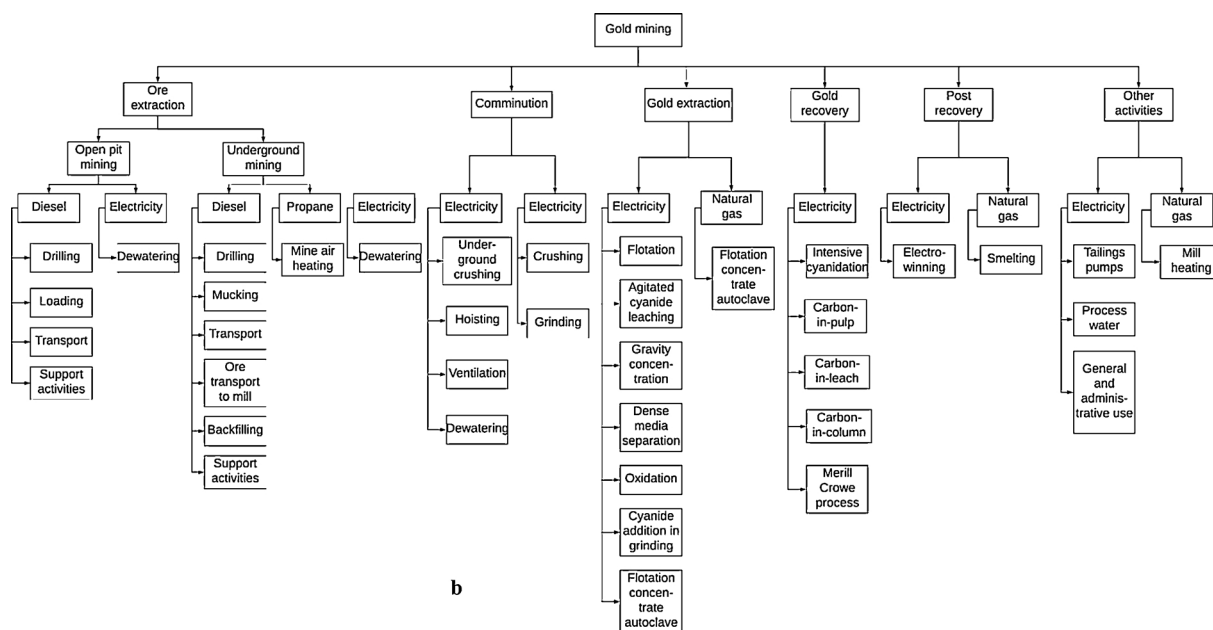 Gold mining
Ore
extraction
Comminution
Gold extraction
Gold recovery
Post
recovery
Other
activities
Open pit
mining
Underground
mining
Diesel
Electricity
Diesel
Propane
Electricity
Electricity
Electricity
Electricity
Natural
gas
Electricity
Electricity
Natural
gas
Electricity
Natural
gas
Drilling
Loading
Transport
Support
activities
Dewatering
Drilling
Mucking
Transport
Ore
transport
to mill
Backfilling
Support
activities
Mine air
heating
Dewatering
Under-
ground
crushing
Hoisting
Ventilation
Dewatering
Crushing
Grinding
Flotation
Agitated
cyanide
leaching
Gravity
concen-
tration
Dense
media
separation
Oxidation
Cyanide
addition in
grinding
Flotation
concen-
trate
autoclave
Flotation
concen-
trate
autoclave
Intensive
cyanidation
Carbon-
in-pulp
Carbon-
in-leach
Carbon-
in-column
Merill
Crowe
process
Electro-
winning
Smelting
Tailings
pumps
Process
water
General
and
adminis-
trative use
Mill
heating
b